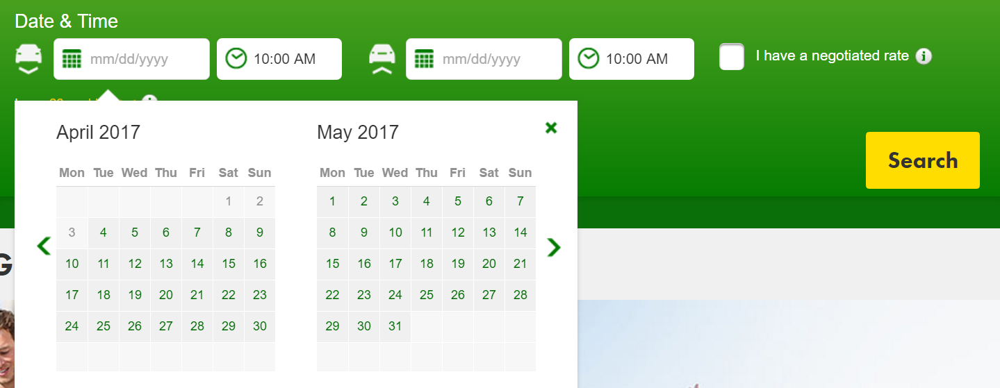 Date & Time
mm/dd/yyyy 10:00 AM mm/dd/yyyy 10:00 AM I have a negotiated rate i
April 2017 May 2017
Search
Mon Tue Wed Thu Fri Sat Sun Mon Tue Wed Thu Fri Sat Sun
1 2 1 2 3 4 5 6 7
3 4 5 6 7 8 9 8 9 10 11 12 13 14
10 11 12 13 14 15 16 15 16 17 18 19 20 21
G
17 18 19 20 21 22 23 22 23 24 25 26 27 28
24 25 26 27 28 29 30 29 30 31